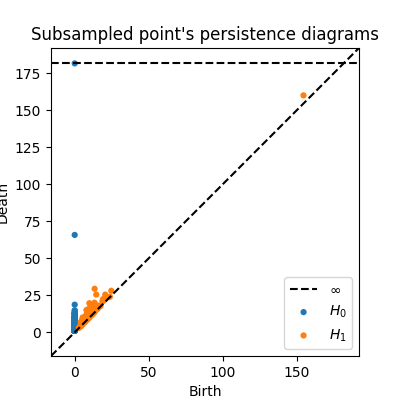 Subsampled point's persistence diagrams
175
150
125
100
75
50
25
0
Death
0 50 100 150
Birth
∞
H₀
H₁